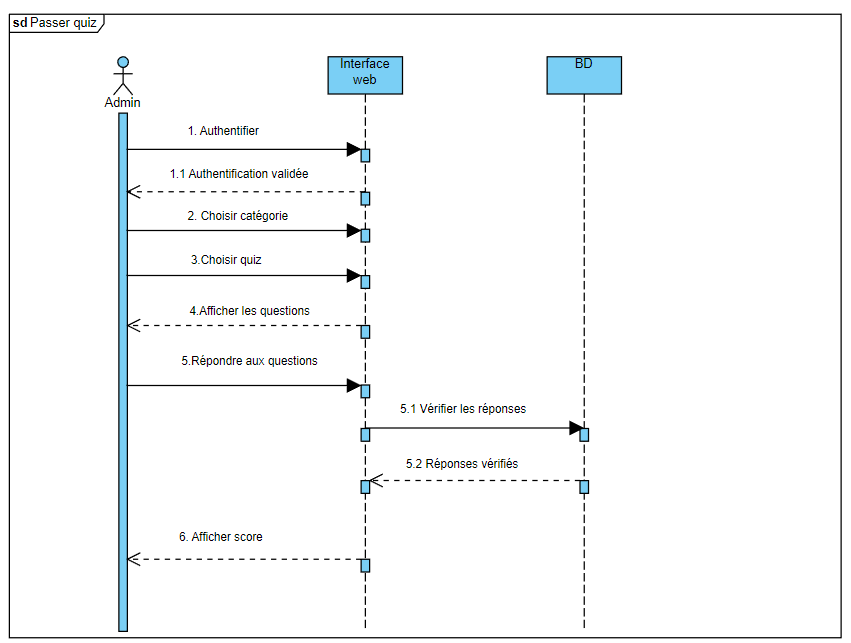 sd Passer quiz
Interface
web
BD
Admin
1. Authentifier
1.1 Authentification validée
2. Choisir catégorie
3.Choisir quiz
4.Afficher les questions
5.Répondre aux questions
5.1 Vérifier les réponses
5.2 Réponses vérifiés
6. Afficher score